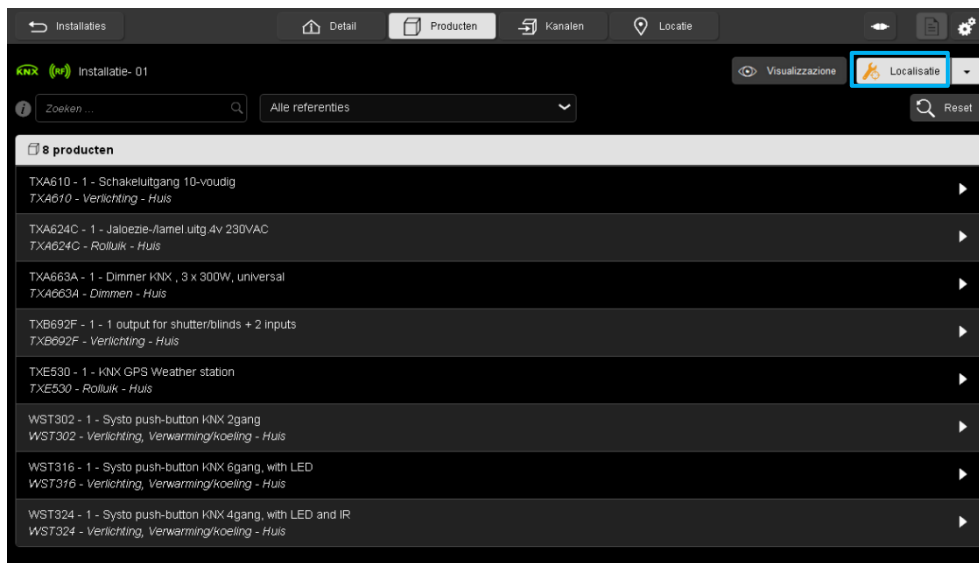 Installaties
Detail
Producten
Kanalen
Locatie
KNX (RF) Installatie- 01
Visualizzazione
Localisatie
Zoeken ...
Alle referenties
Reset
8 producten
TXA610 - 1 - Schakeluitgang 10-voudig
TXA610 - Verlichting - Huis
TXA624C - 1 - Jaloezie-/lamel.uitg.4v 230VAC
TXA624C - Rolluik - Huis
TXA663A - 1 - Dimmer KNX , 3 x 300W, universal
TXA663A - Dimmen - Huis
TXB692F - 1 - 1 output for shutter/blinds + 2 inputs
TXB692F - Verlichting - Huis
TXE530 - 1 - KNX GPS Weather station
TXE530 - Rolluik - Huis
WST302 - 1 - Systo push-button KNX 2gang
WST302 - Verlichting, Verwarming/koeling - Huis
WST316 - 1 - Systo push-button KNX 6gang, with LED
WST316 - Verlichting, Verwarming/koeling - Huis
WST324 - 1 - Systo push-button KNX 4gang, with LED and IR
WST324 - Verlichting, Verwarming/koeling - Huis